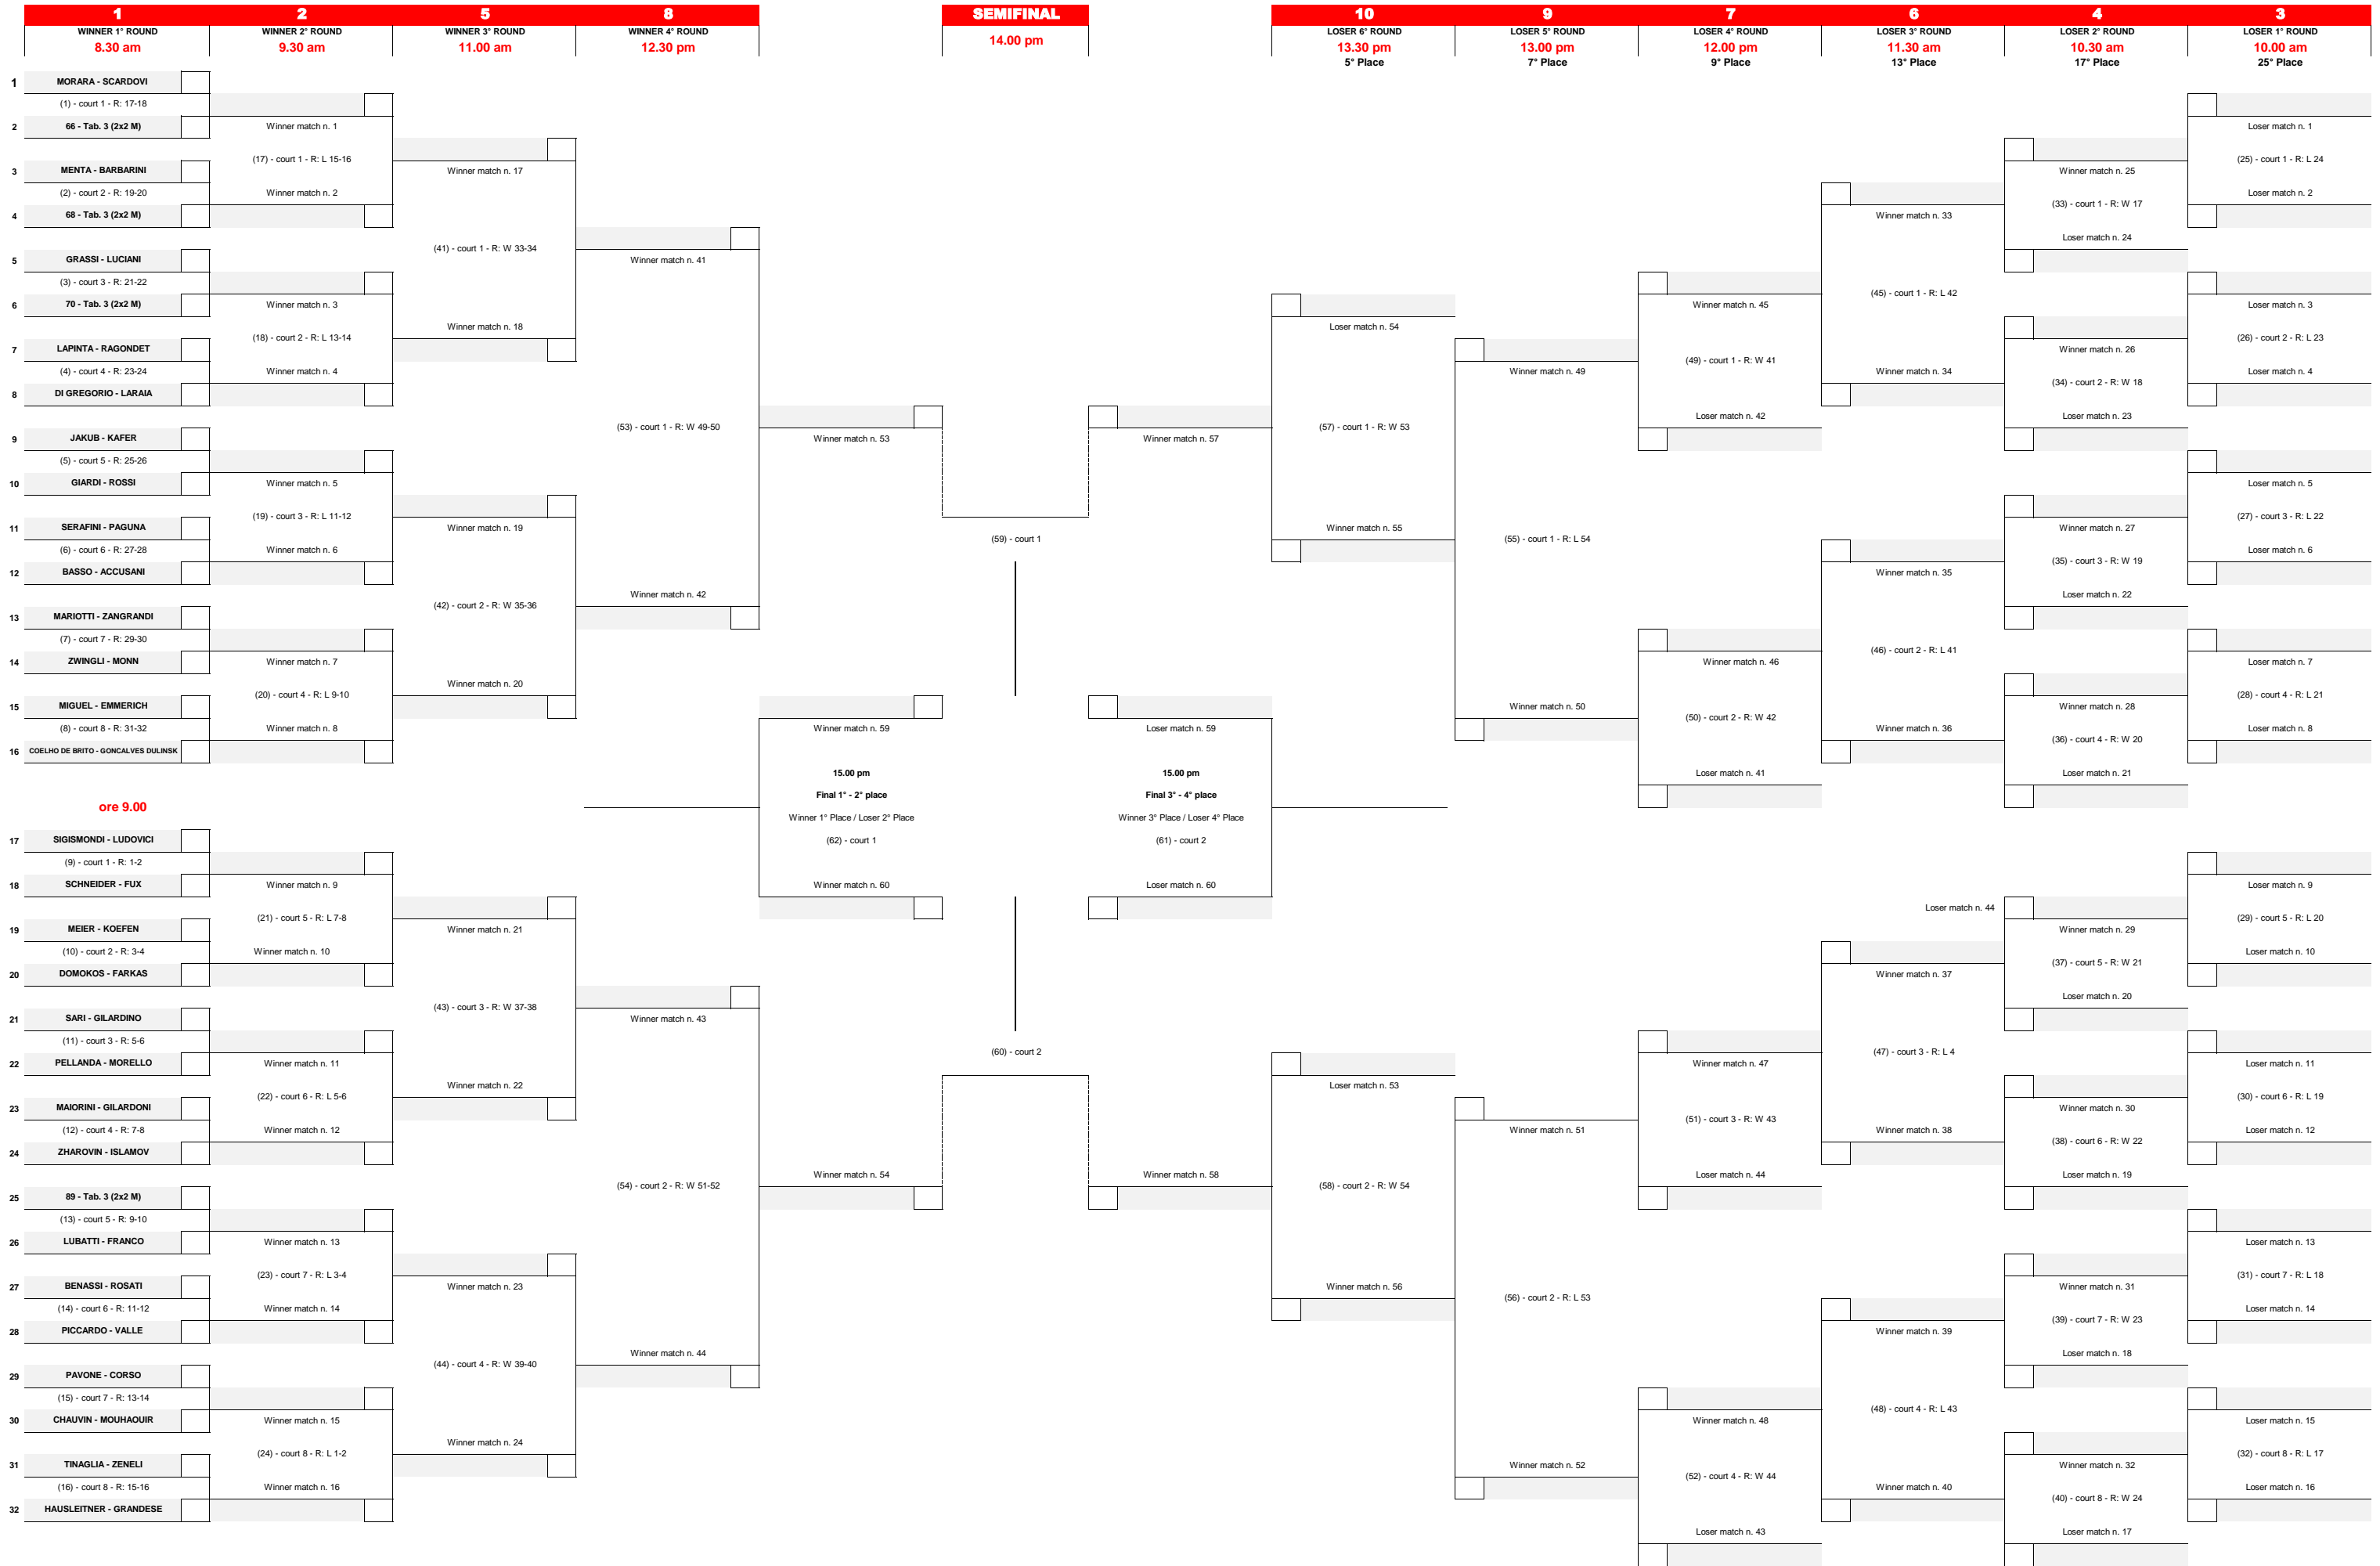 1
2
5
8
SEMIFINAL
10
9
7
6
4
3
WINNER 1° ROUND
WINNER 2° ROUND
WINNER 3° ROUND
WINNER 4° ROUND
LOSER 6° ROUND
LOSER 5° ROUND
LOSER 4° ROUND
LOSER 3° ROUND
LOSER 2° ROUND
LOSER 1° ROUND
8.30 am
9.30 am
11.00 am
12.30 pm
14.00 pm
13.30 pm
13.00 pm
12.00 pm
11.30 am
10.30 am
10.00 am
5° Place
7° Place
9° Place
13° Place
17° Place
25° Place
1 MORARA - SCARDOVI
(1) - court 1 - R: 17-18
2 66 - Tab. 3 (2x2 M)
3 MENTA - BARBARINI
(2) - court 2 - R: 19-20
4 68 - Tab. 3 (2x2 M)
5 GRASSI - LUCIANI
(3) - court 3 - R: 21-22
6 70 - Tab. 3 (2x2 M)
7 LAPINTA - RAGONDET
(4) - court 4 - R: 23-24
8 DI GREGORIO - LARAIA
9 JAKUB - KAFER
(5) - court 5 - R: 25-26
10 GIARDI - ROSSI
11 SERAFINI - PAGUNA
(6) - court 6 - R: 27-28
12 BASSO - ACCUSANI
13 MARIOTTI - ZANGRANDI
(7) - court 7 - R: 29-30
14 ZWINGLI - MONN
15 MIGUEL - EMMERICH
(8) - court 8 - R: 31-32
16 COELHO DE BRITO - GONCALVES DULINSK
ore 9.00
17 SIGISMONDI - LUDOVICI
(9) - court 1 - R: 1-2
18 SCHNEIDER - FUX
19 MEIER - KOEFEN
(10) - court 2 - R: 3-4
20 DOMOKOS - FARKAS
21 SARI - GILARDINO
(11) - court 3 - R: 5-6
22 PELLANDA - MORELLO
23 MAIORINI - GILARDONI
(12) - court 4 - R: 7-8
24 ZHAROVIN - ISLAMOV
25 89 - Tab. 3 (2x2 M)
(13) - court 5 - R: 9-10
26 LUBATTI - FRANCO
27 BENASSI - ROSATI
(14) - court 6 - R: 11-12
28 PICCARDO - VALLE
29 PAVONE - CORSO
(15) - court 7 - R: 13-14
30 CHAUVIN - MOUHAOUIR
31 TINAGLIA - ZENELI
(16) - court 8 - R: 15-16
32 HAUSLEITNER - GRANDESE
Winner match n. 1
(17) - court 1 - R: L 15-16
Winner match n. 2
Winner match n. 3
(18) - court 2 - R: L 13-14
Winner match n. 4
Winner match n. 5
(19) - court 3 - R: L 11-12
Winner match n. 6
Winner match n. 7
(20) - court 4 - R: L 9-10
Winner match n. 8
Winner match n. 9
(21) - court 5 - R: L 7-8
Winner match n. 10
Winner match n. 11
(22) - court 6 - R: L 5-6
Winner match n. 12
Winner match n. 13
(23) - court 7 - R: L 3-4
Winner match n. 14
Winner match n. 15
(24) - court 8 - R: L 1-2
Winner match n. 16
Winner match n. 17
(41) - court 1 - R: W 33-34
Winner match n. 18
Winner match n. 19
(42) - court 2 - R: W 35-36
Winner match n. 20
Winner match n. 21
(43) - court 3 - R: W 37-38
Winner match n. 22
Winner match n. 23
(44) - court 4 - R: W 39-40
Winner match n. 24
Winner match n. 41
(53) - court 1 - R: W 49-50
Winner match n. 42
Winner match n. 43
(54) - court 2 - R: W 51-52
Winner match n. 44
Winner match n. 53
Winner match n. 59
15.00 pm
Final 1° - 2° place
Winner 1° Place / Loser 2° Place
(62) - court 1
Winner match n. 60
Winner match n. 54
(59) - court 1
(60) - court 2
Winner match n. 57
Loser match n. 59
15.00 pm
Final 3° - 4° place
Winner 3° Place / Loser 4° Place
(61) - court 2
Loser match n. 60
Winner match n. 58
Loser match n. 54
(57) - court 1 - R: W 53
Winner match n. 55
Loser match n. 53
(58) - court 2 - R: W 54
Winner match n. 56
Winner match n. 49
(55) - court 1 - R: L 54
Winner match n. 50
Winner match n. 51
(56) - court 2 - R: L 53
Winner match n. 52
Winner match n. 45
(49) - court 1 - R: W 41
Loser match n. 42
Winner match n. 46
(50) - court 2 - R: W 42
Loser match n. 41
Winner match n. 47
(51) - court 3 - R: W 43
Loser match n. 44
Winner match n. 48
(52) - court 4 - R: W 44
Loser match n. 43
Winner match n. 33
(45) - court 1 - R: L 42
Winner match n. 34
Winner match n. 35
(46) - court 2 - R: L 41
Winner match n. 36
Loser match n. 44
Winner match n. 37
(47) - court 3 - R: L 4
Winner match n. 38
Winner match n. 39
(48) - court 4 - R: L 43
Winner match n. 40
Winner match n. 25
(33) - court 1 - R: W 17
Loser match n. 24
Winner match n. 26
(34) - court 2 - R: W 18
Loser match n. 23
Winner match n. 27
(35) - court 3 - R: W 19
Loser match n. 22
Winner match n. 28
(36) - court 4 - R: W 20
Loser match n. 21
Winner match n. 29
(37) - court 5 - R: W 21
Loser match n. 20
Winner match n. 30
(38) - court 6 - R: W 22
Loser match n. 19
Winner match n. 31
(39) - court 7 - R: W 23
Loser match n. 18
Winner match n. 32
(40) - court 8 - R: W 24
Loser match n. 17
Loser match n. 1
(25) - court 1 - R: L 24
Loser match n. 2
Loser match n. 3
(26) - court 2 - R: L 23
Loser match n. 4
Loser match n. 5
(27) - court 3 - R: L 22
Loser match n. 6
Loser match n. 7
(28) - court 4 - R: L 21
Loser match n. 8
Loser match n. 9
(29) - court 5 - R: L 20
Loser match n. 10
Loser match n. 11
(30) - court 6 - R: L 19
Loser match n. 12
Loser match n. 13
(31) - court 7 - R: L 18
Loser match n. 14
Loser match n. 15
(32) - court 8 - R: L 17
Loser match n. 16